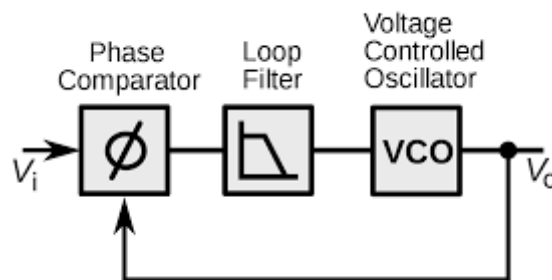 Phase
Comparator
Loop
Filter
Voltage
Controlled
Oscillator
Vi
ϕ
VCO
Vo